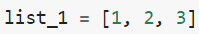 list_1 = [1, 2, 3]